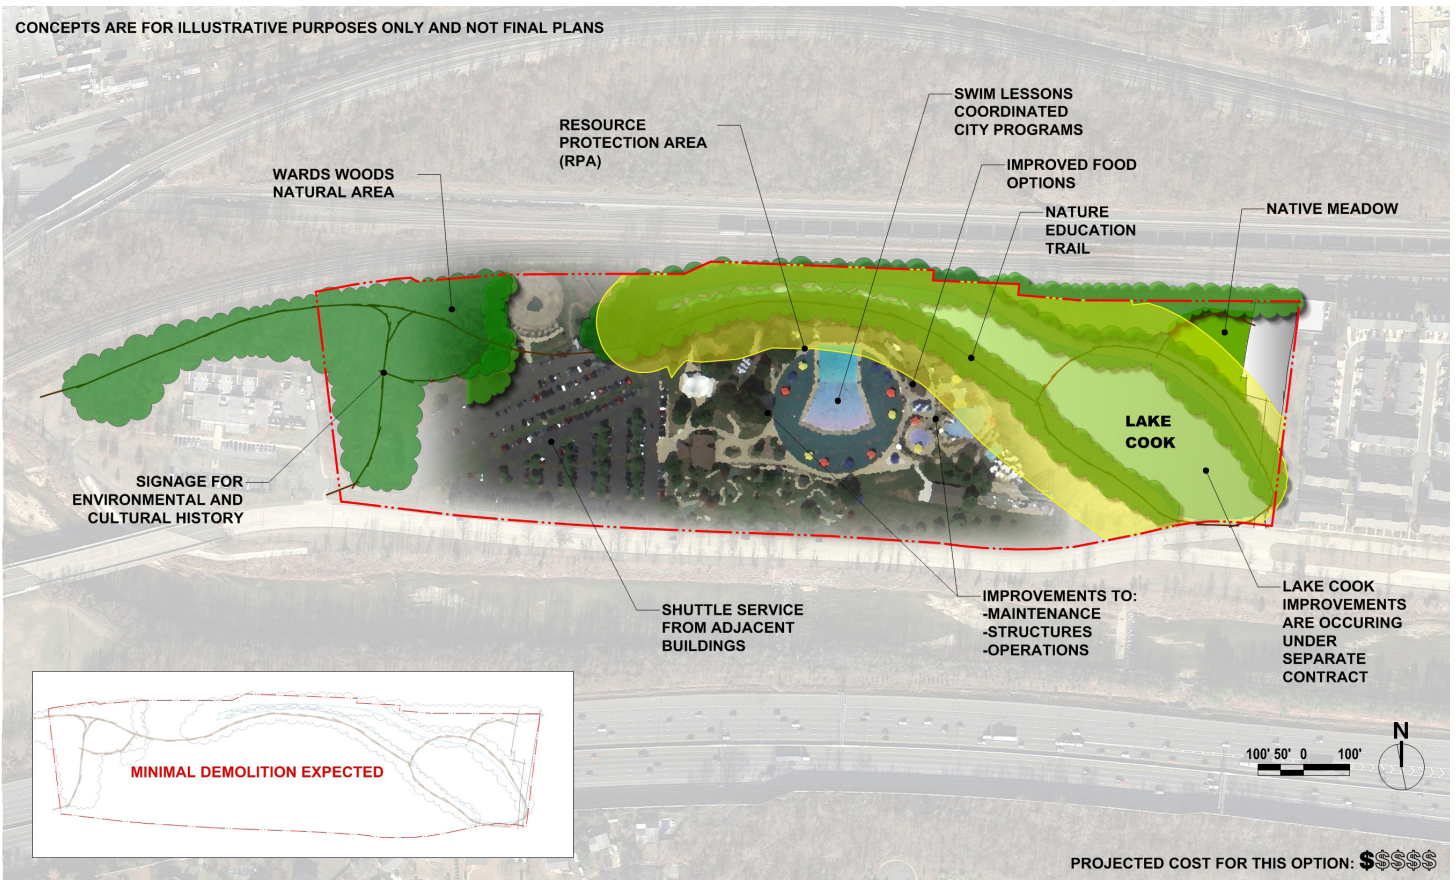 CONCEPTS ARE FOR ILLUSTRATIVE PURPOSES ONLY AND NOT FINAL PLANS
SWIM LESSONS
COORDINATED
CITY PROGRAMS
RESOURCE
PROTECTION AREA
(RPA)
IMPROVED FOOD
OPTIONS
WARDS WOODS
NATURAL AREA
NATURE
EDUCATION
TRAIL
NATIVE MEADOW
LAKE
COOK
SIGNAGE FOR
ENVIRONMENTAL AND
CULTURAL HISTORY
SHUTTLE SERVICE
FROM ADJACENT
BUILDINGS
IMPROVEMENTS TO:
-MAINTENANCE
-STRUCTURES
-OPERATIONS
LAKE COOK
IMPROVEMENTS
ARE OCCURING
UNDER
SEPARATE
CONTRACT
MINIMAL DEMOLITION EXPECTED
N
100' 50' 0 100'
PROJECTED COST FOR THIS OPTION: $$$$$